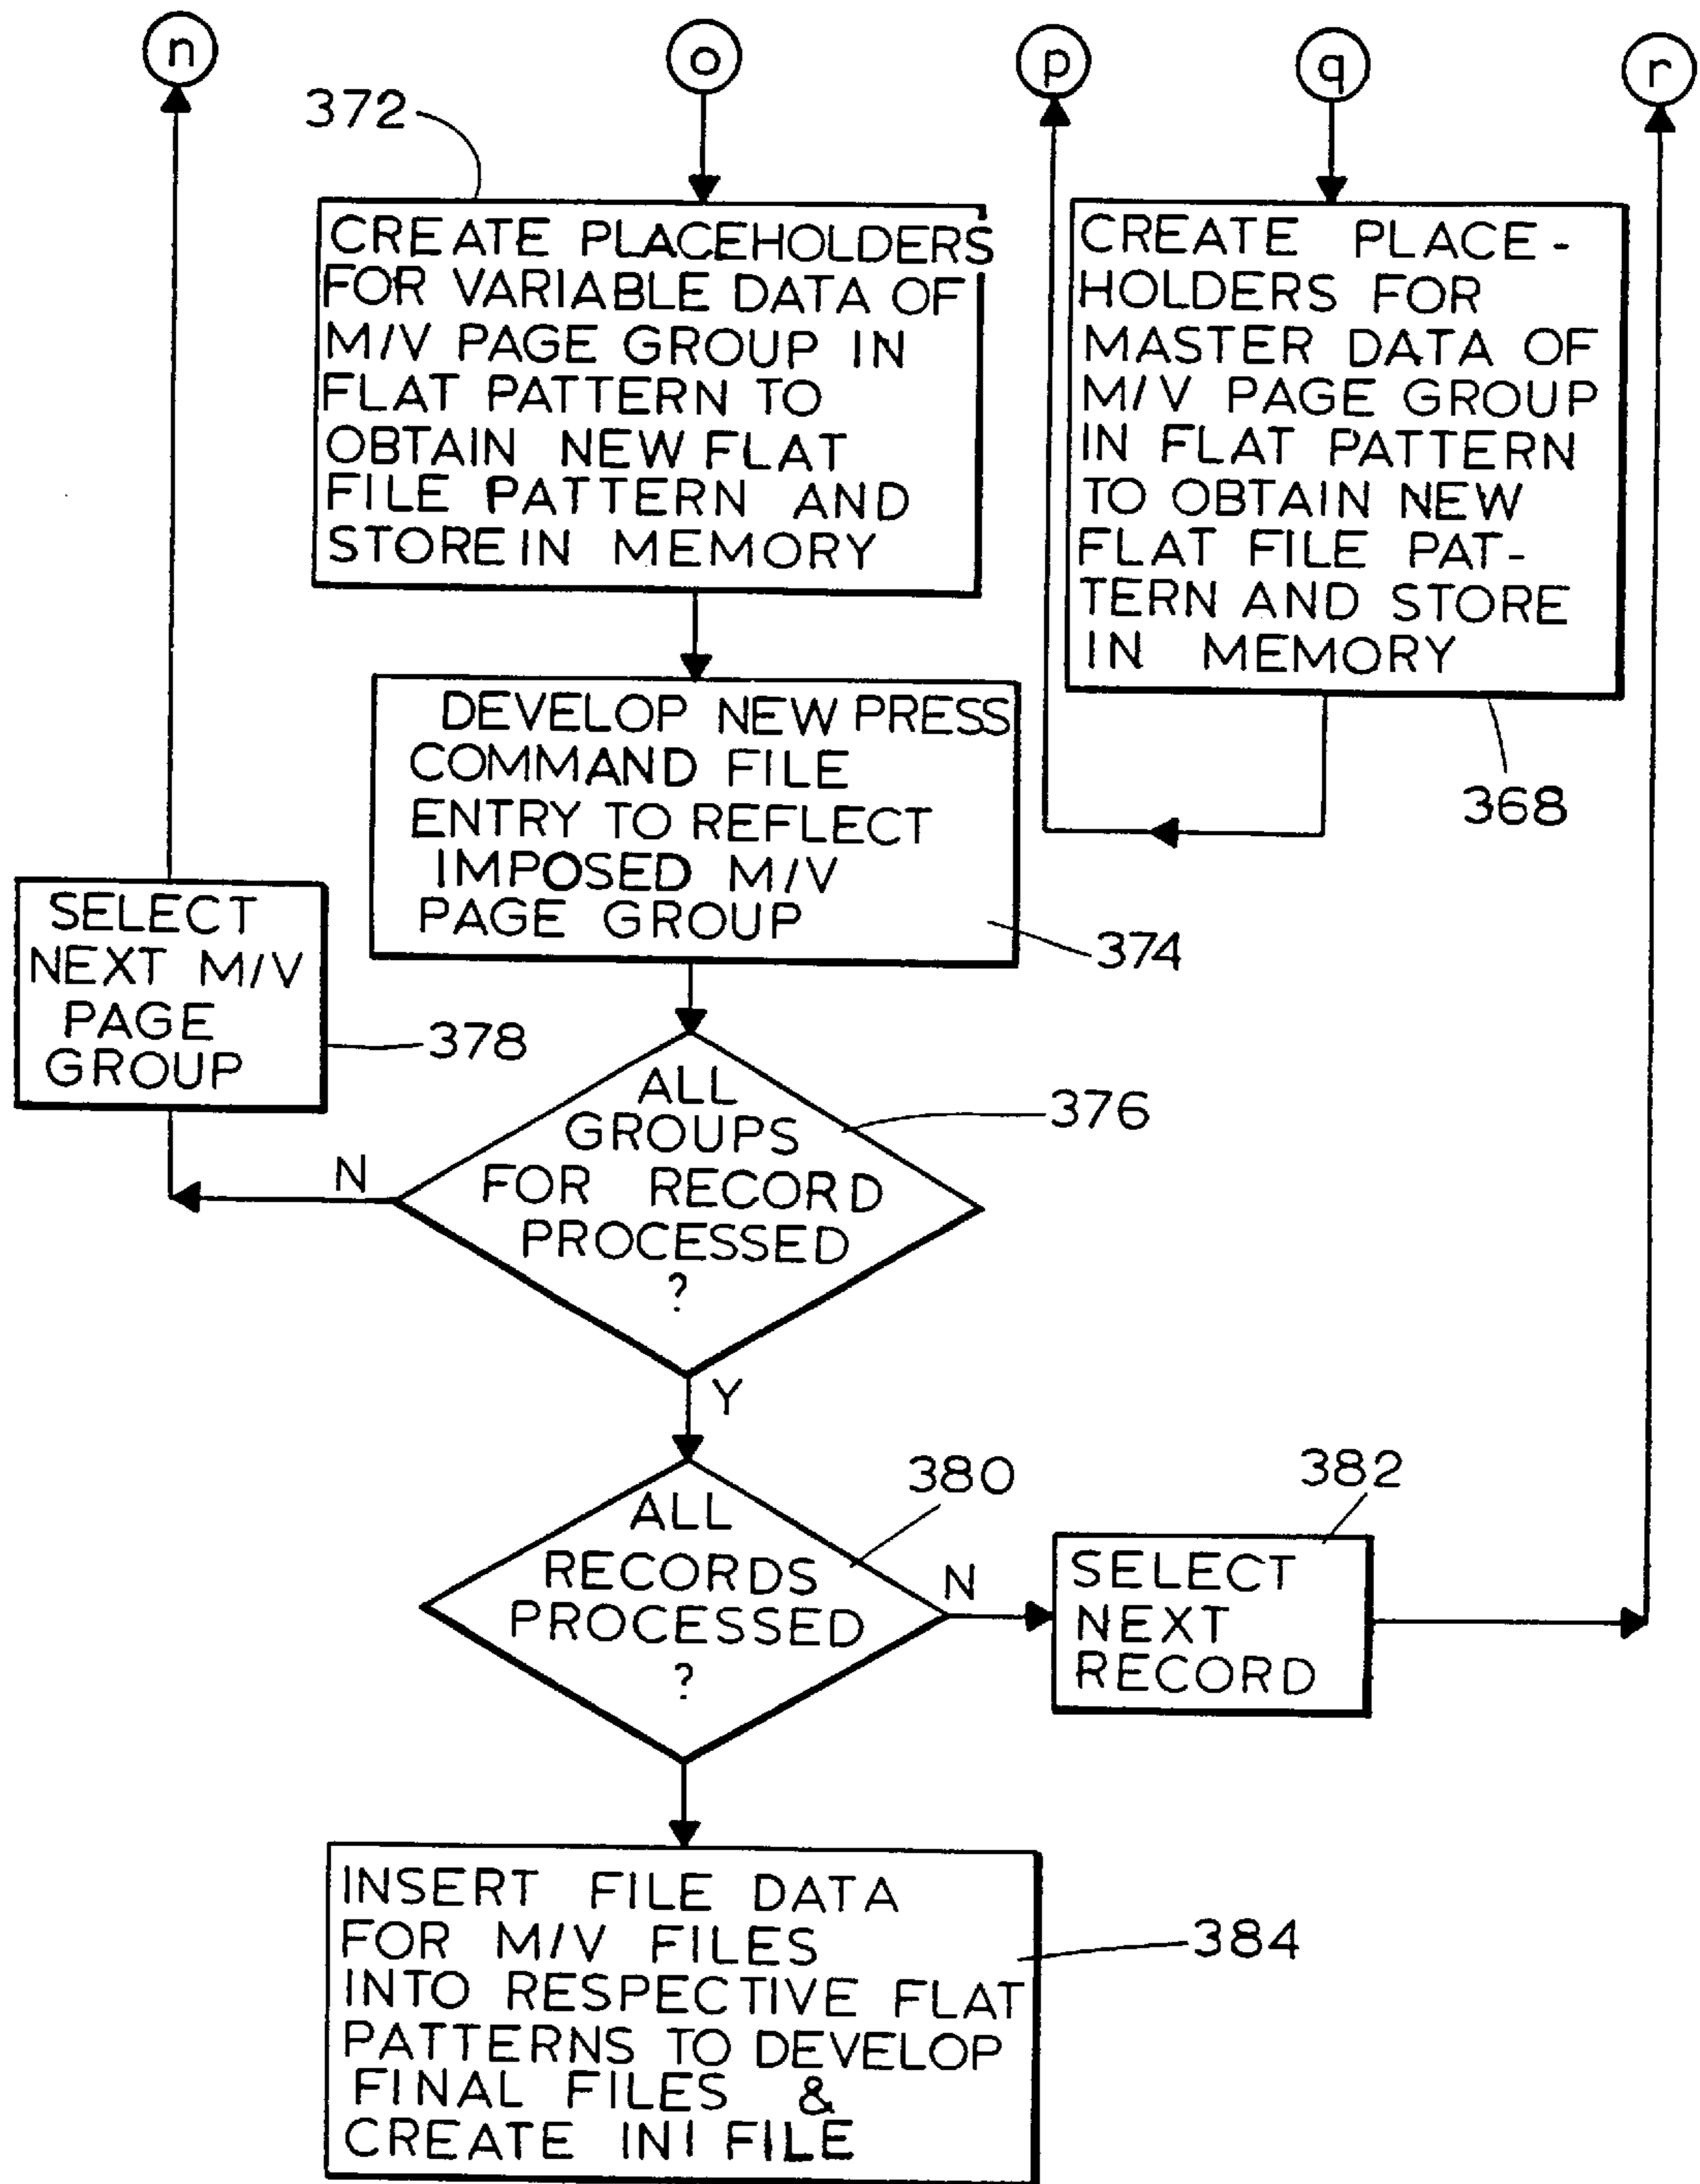 n
o
p
q
r
372
CREATE PLACEHOLDERS
FOR VARIABLE DATA OF
M/V PAGE GROUP IN
FLAT PATTERN TO
OBTAIN NEW FLAT
FILE PATTERN AND
STORE IN MEMORY
CREATE PLACE-
HOLDERS FOR
MASTER DATA OF
M/V PAGE GROUP
IN FLAT PATTERN
TO OBTAIN NEW
FLAT FILE PAT-
TERN AND STORE
IN MEMORY
368
DEVELOP NEW PRESS
COMMAND FILE
ENTRY TO REFLECT
IMPOSED M/V
PAGE GROUP
374
SELECT
NEXT M/V
PAGE
GROUP
378
ALL
GROUPS
FOR RECORD
PROCESSED
?
376
N
Y
ALL
RECORDS
PROCESSED
?
380
N
382
SELECT
NEXT
RECORD
INSERT FILE DATA
FOR M/V FILES
INTO RESPECTIVE FLAT
PATTERNS TO DEVELOP
FINAL FILES &
CREATE INI FILE
384